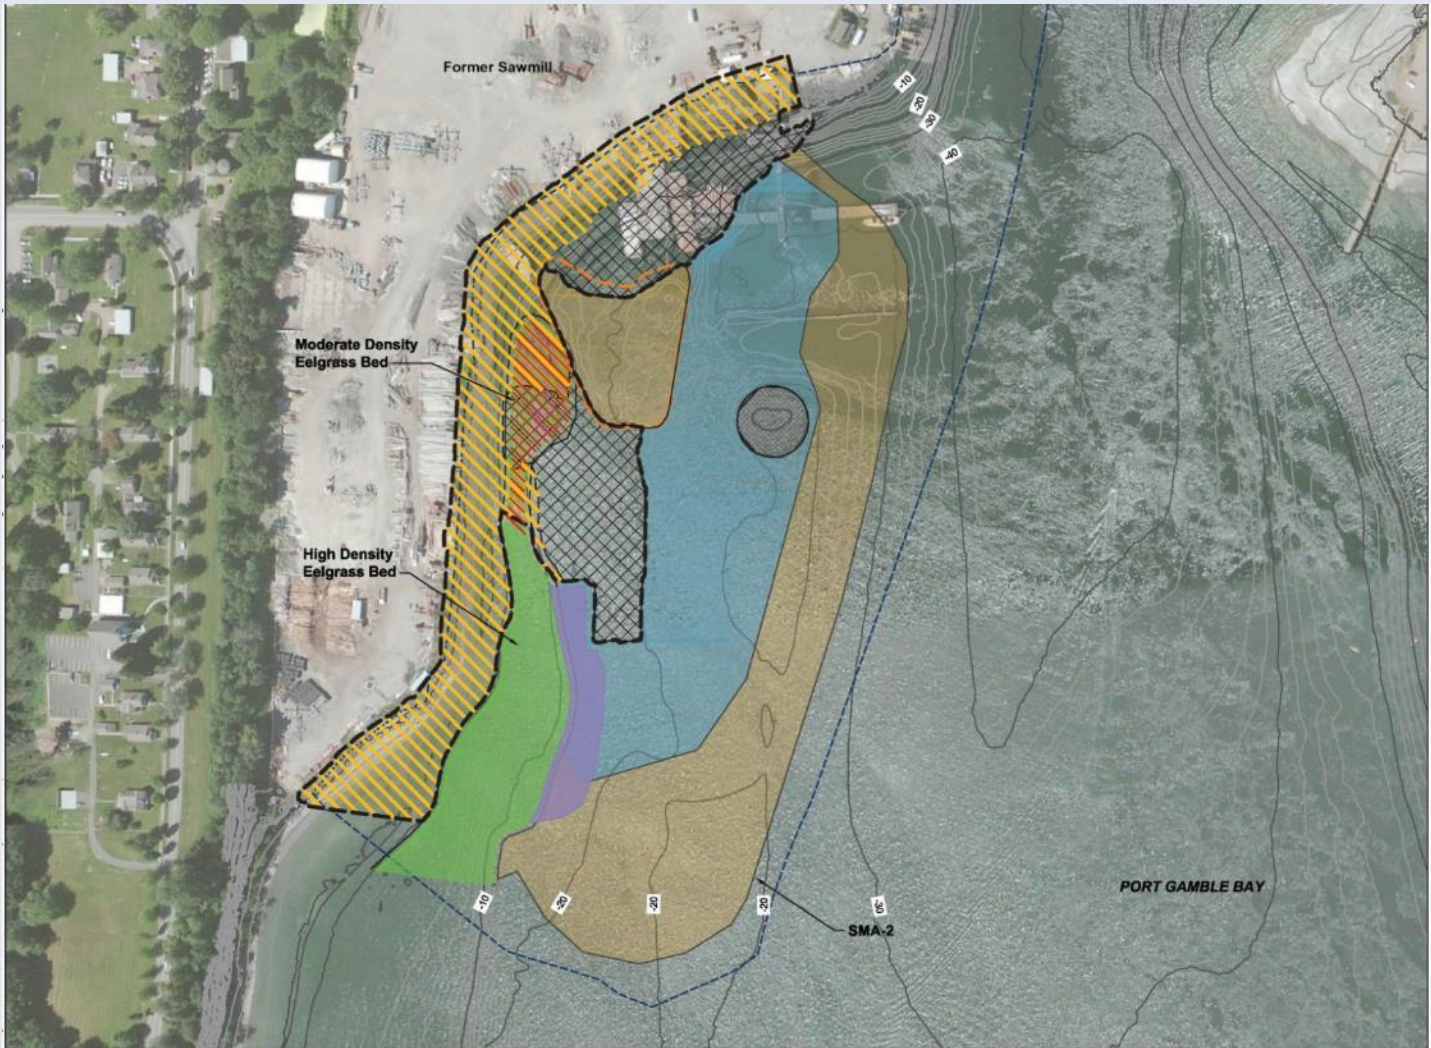 Former Sawmill
-10
-20
-30
-40
Moderate Density
Eelgrass Bed
High Density
Eelgrass Bed
PORT GAMBLE BAY
-10
-20
-20
-20
-30
SMA-2